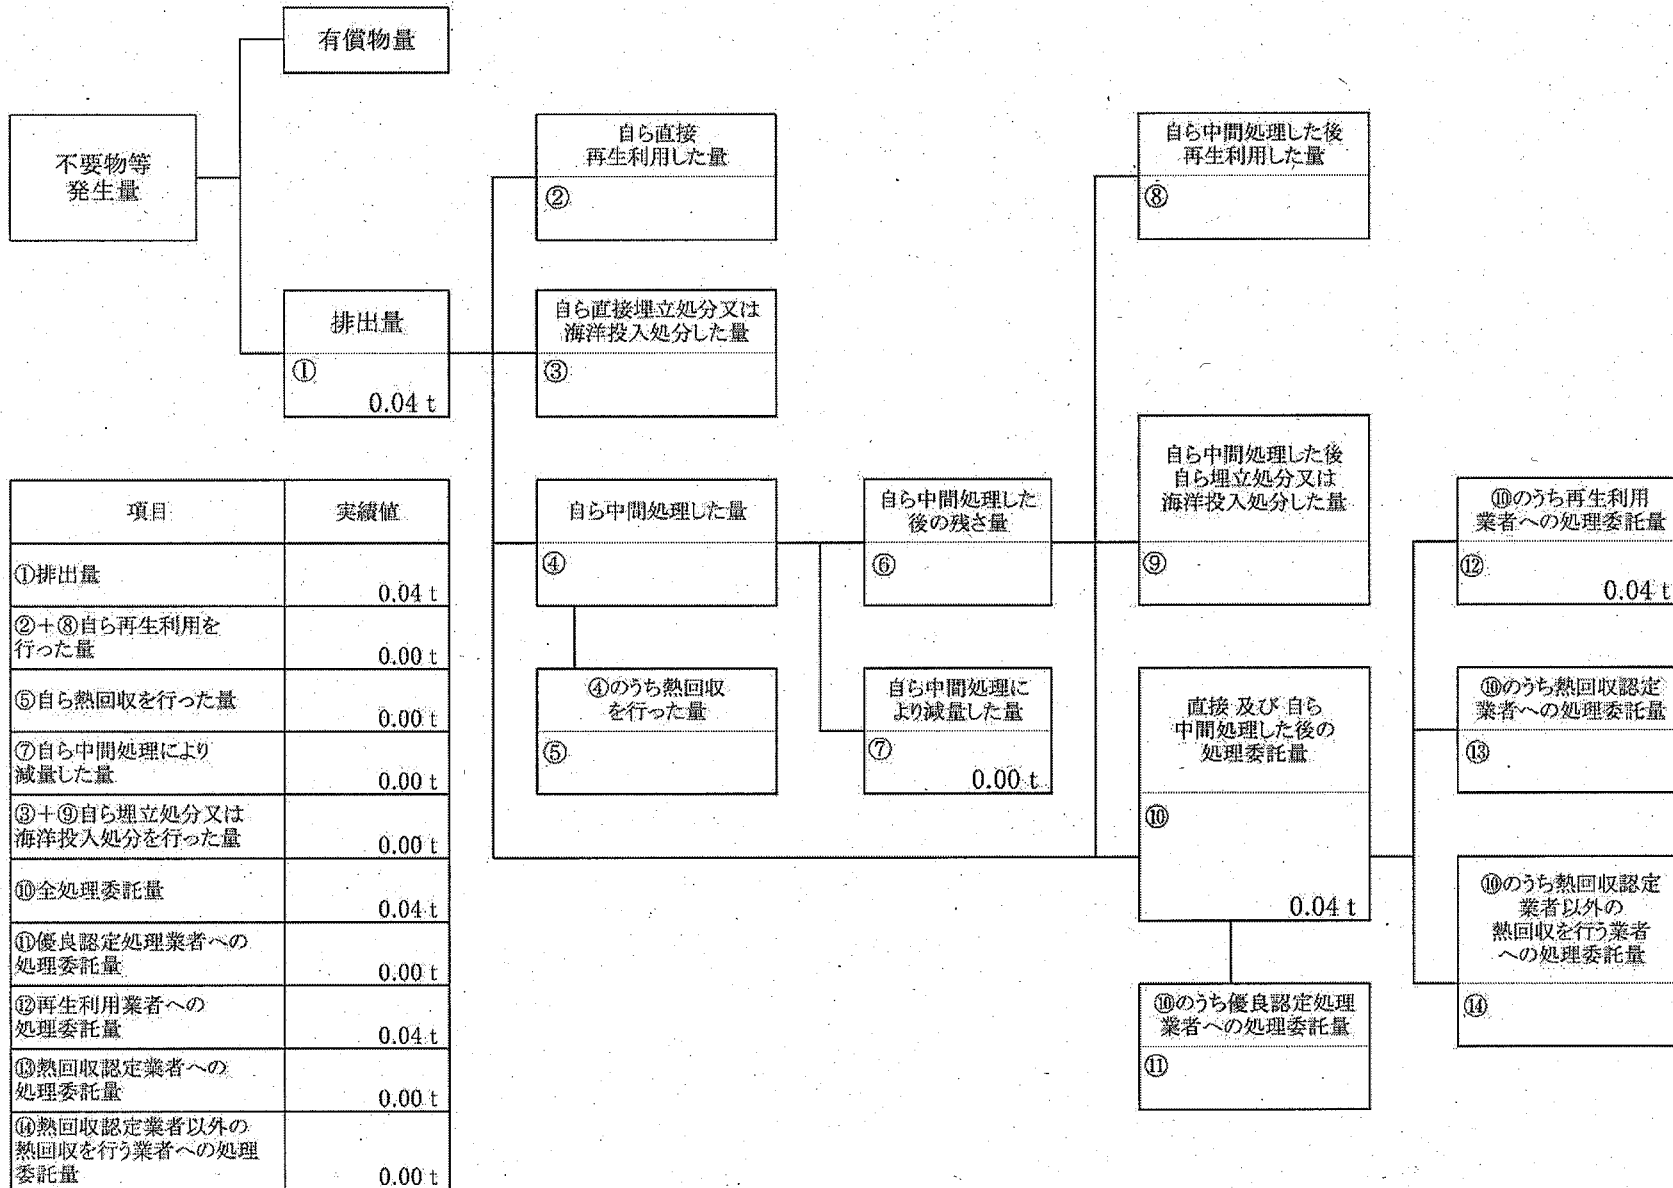 有償物量
不要物等
発生量
排出量
①
0.04 t
自ら直接
再生利用した量
②
自ら直接埋立処分又は
海洋投入処分した量
③
自ら中間処理した量
④
④のうち熱回収
を行った量
⑤
自ら中間処理した
後の残さ量
⑥
自ら中間処理に
より減量した量
⑦
0.00 t
自ら中間処理した後
再生利用した量
⑧
自ら中間処理した後
自ら埋立処分又は
海洋投入処分した量
⑨
直接 及び 自ら
中間処理した後の
処理委託量
⑩
0.04 t
⑩のうち優良認定処理
業者への処理委託量
⑪
⑩のうち再生利用
業者への処理委託量
⑫
0.04 t
⑩のうち熱回収認定
業者への処理委託量
⑬
⑩のうち熱回収認定
業者以外の
熱回収を行う業者
への処理委託量
⑭
項目
実績値
①排出量
0.04 t
②+⑧自ら再生利用を
行った量
0.00 t
⑤自ら熱回収を行った量
0.00 t
⑦自ら中間処理により
減量した量
0.00 t
③+⑨自ら埋立処分又は
海洋投入処分を行った量
0.00 t
⑩全処理委託量
0.04 t
⑪優良認定処理業者への
処理委託量
0.00 t
⑫再生利用業者への
処理委託量
0.04 t
⑬熱回収認定業者への
処理委託量
0.00 t
⑭熱回収認定業者以外の
熱回収を行う業者への処理
委託量
0.00 t